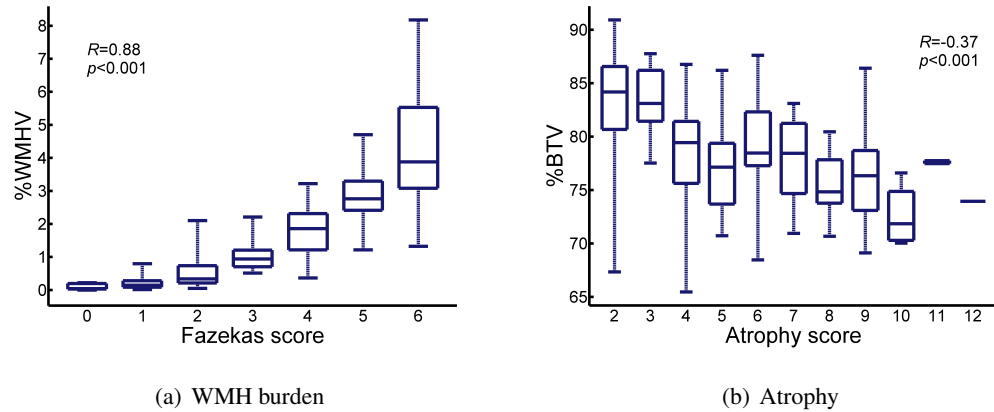 8
7
6
5
4
3
2
1
0
%WMHV
R=0.88
p<0.001
0 1 2 3 4 5 6
Fazekas score
(a) WMH burden
90
85
80
75
70
65
%BTV
R=-0.37
p<0.001
2 3 4 5 6 7 8 9 10 11 12
Atrophy score
(b) Atrophy